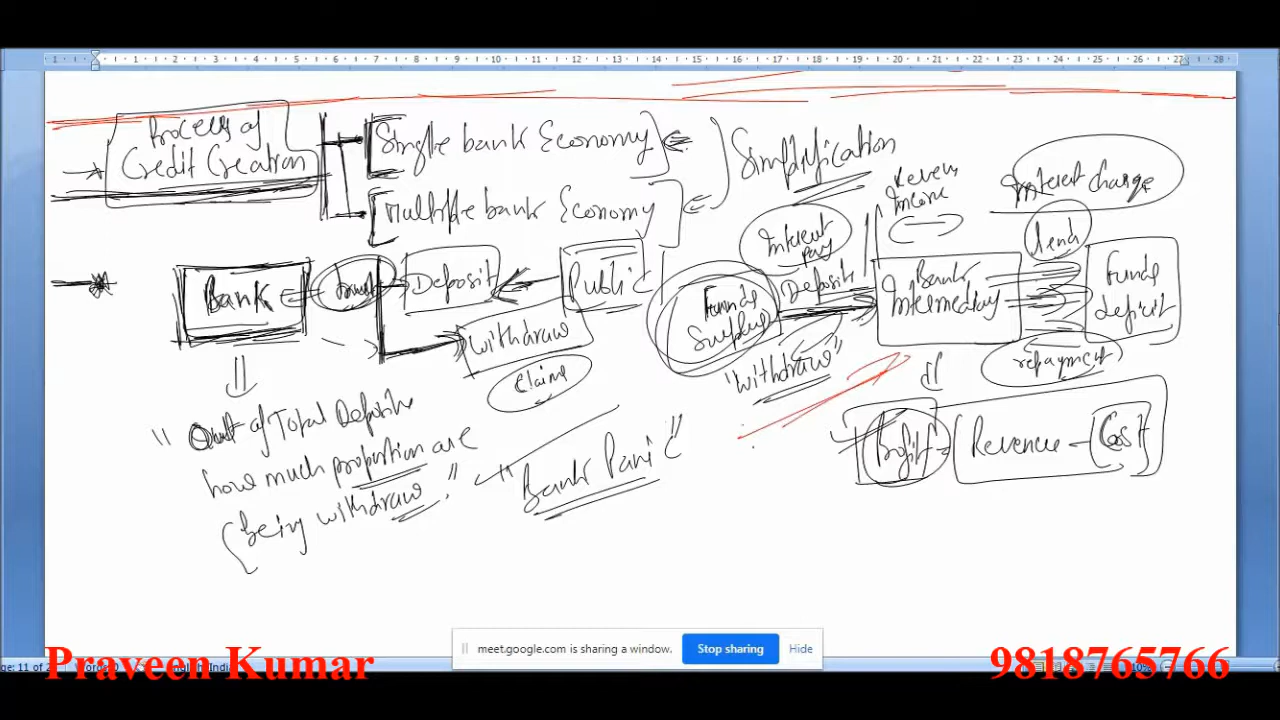 Process of
Credit Creation
Single bank Economy
Multiple bank Economy
Simplification
Revenue
Income
Interest charge
Interest
pay
lend
Bank
Deposit
Public
withdraw
Claim
Funds
Surplus
Deposits
"withdraw"
Bank
Intermediary
Funds
deficit
repayment
" Out of Total Deposits
how much proportion are
being withdraw. "
"Bank Panic"
Profit = Revenue - Cost
meet.google.com is sharing a window.
Stop sharing
Hide
Praveen Kumar
9818765766